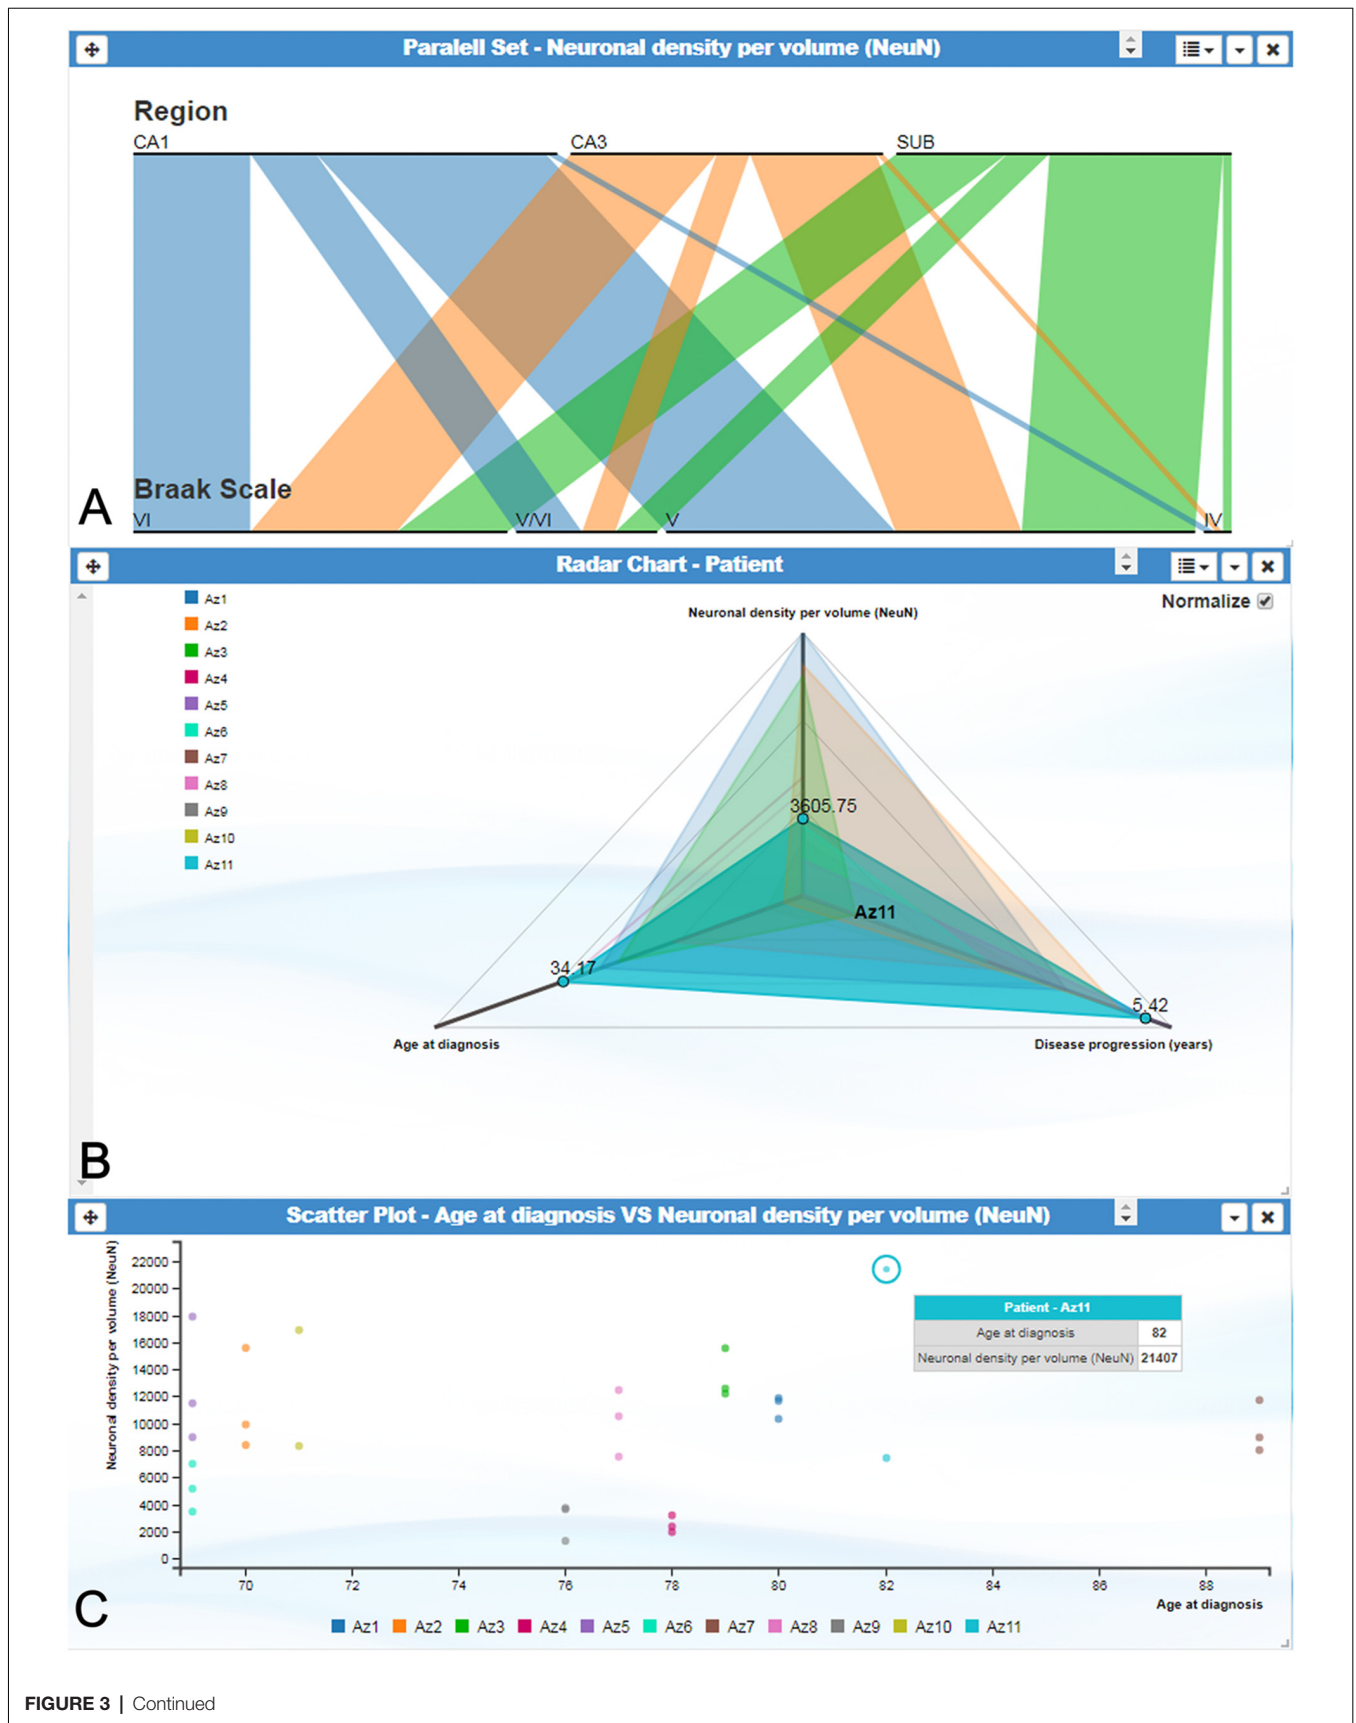 Paralell Set - Neuronal density per volume (NeuN)
Region
CA1 CA3 SUB
Braak Scale
VI V/VI V IV
A
Radar Chart - Patient
Normalize
Az1
Az2
Az3
Az4
Az5
Az6
Az7
Az8
Az9
Az10
Az11
Neuronal density per volume (NeuN)
3605.75
Az11
34.17
5.42
Age at diagnosis
Disease progression (years)
B
Scatter Plot - Age at diagnosis VS Neuronal density per volume (NeuN)
Neuronal density per volume (NeuN)
22000
20000
18000
16000
14000
12000
10000
8000
6000
4000
2000
0
Patient - Az11
Age at diagnosis 82
Neuronal density per volume (NeuN) 21407
70 72 74 76 78 80 82 84 86 88
Age at diagnosis
C
Az1 Az2 Az3 Az4 Az5 Az6 Az7 Az8 Az9 Az10 Az11
FIGURE 3 | Continued